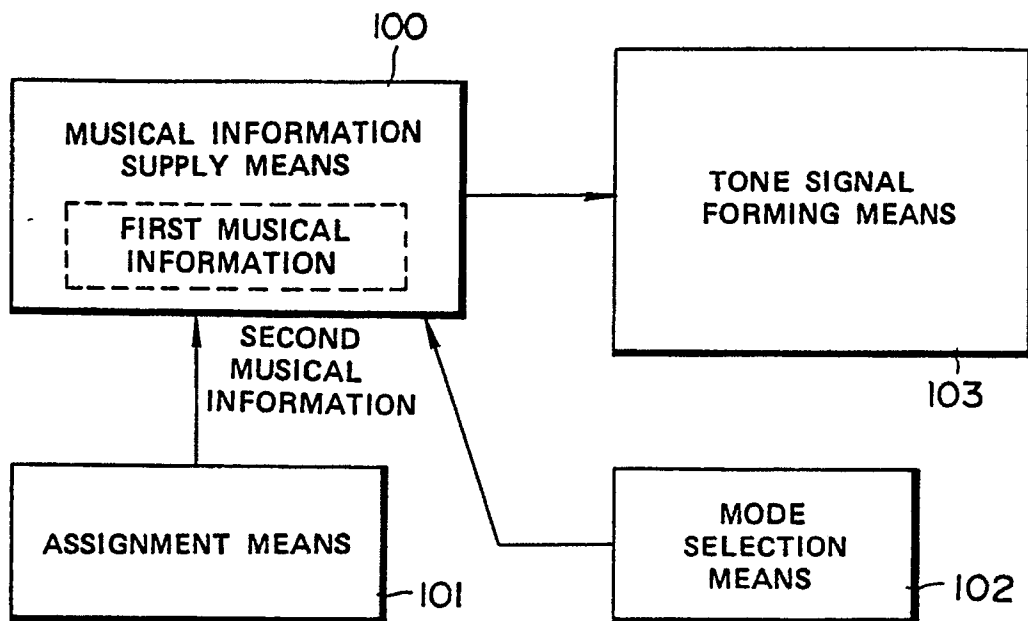 100
MUSICAL INFORMATION
SUPPLY MEANS
FIRST MUSICAL
INFORMATION
TONE SIGNAL
FORMING MEANS
103
SECOND
MUSICAL
INFORMATION
ASSIGNMENT MEANS
101
MODE
SELECTION
MEANS
102